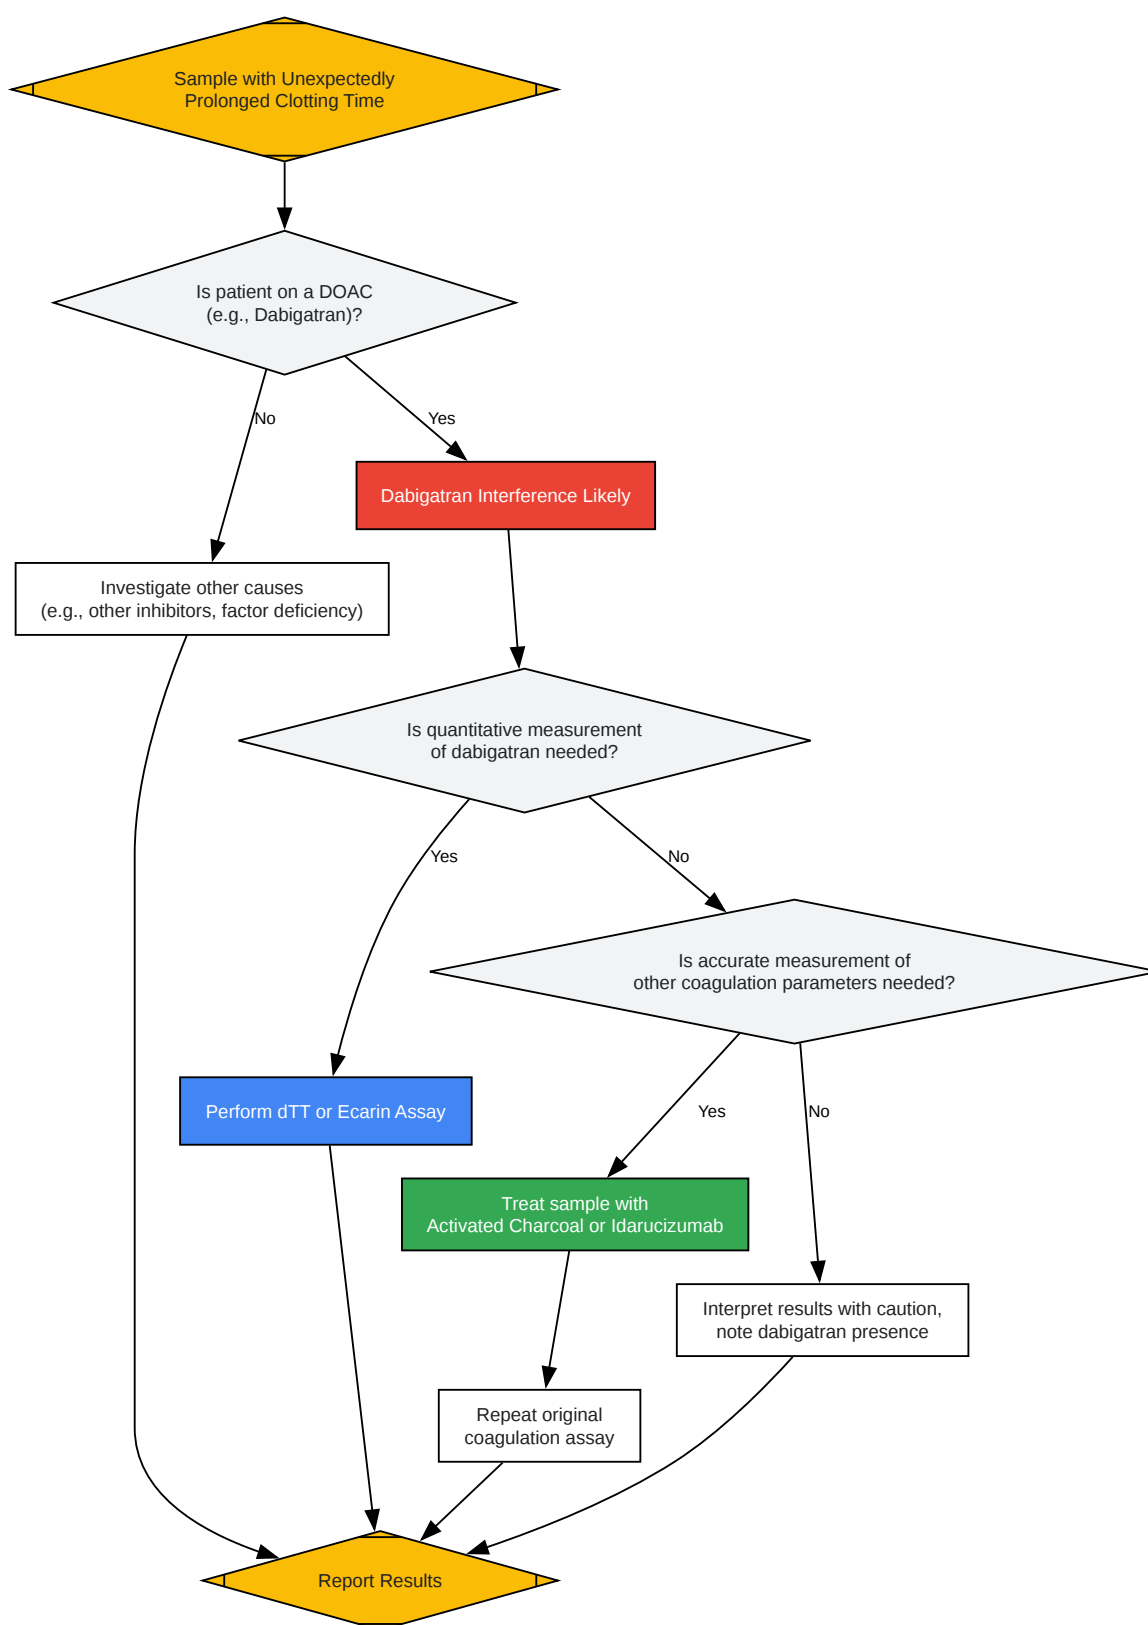 Sample with Unexpectedly
Prolonged Clotting Time
Is patient on a DOAC
(e.g., Dabigatran)?
No
Yes
Dabigatran Interference Likely
Investigate other causes
(e.g., other inhibitors, factor deficiency)
Is quantitative measurement
of dabigatran needed?
Yes
No
Is accurate measurement of
other coagulation parameters needed?
Perform dTT or Ecarin Assay
Yes
No
Treat sample with
Activated Charcoal or Idarucizumab
Interpret results with caution,
note dabigatran presence
Repeat original
coagulation assay
Report Results